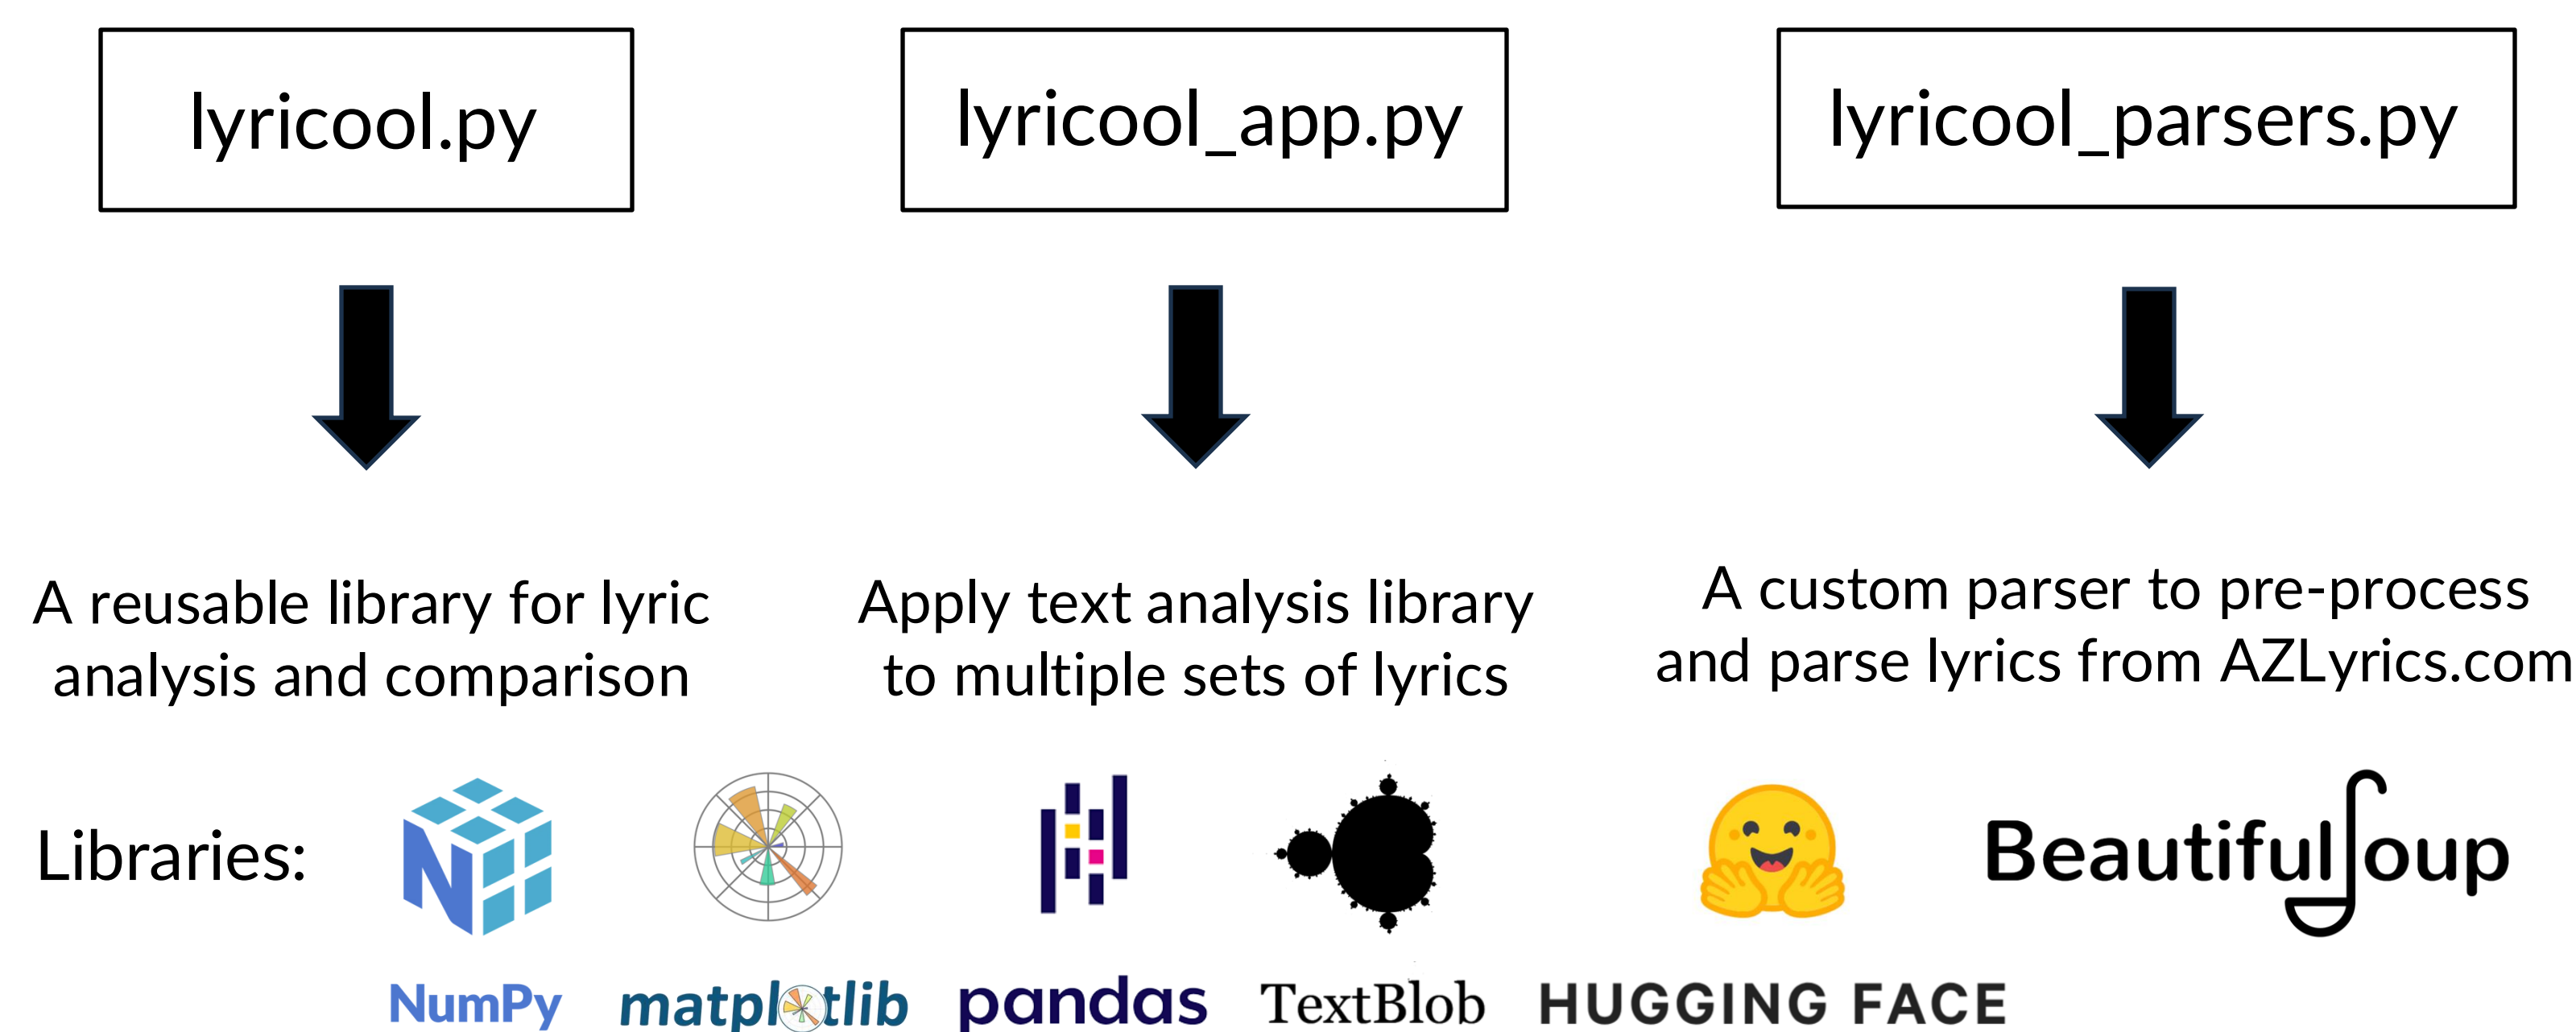 lyricool.py
lyricool_app.py
lyricool_parsers.py
A reusable library for lyric
analysis and comparison
Apply text analysis library
to multiple sets of lyrics
A custom parser to pre-process
and parse lyrics from AZLyrics.com
Libraries:
BeautifulSoup
NumPy
matplotlib
pandas
TextBlob
HUGGING FACE